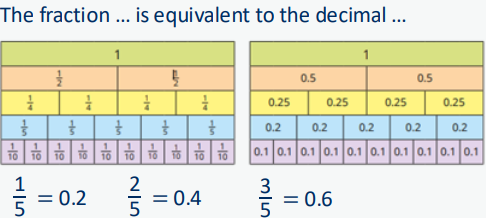 The fraction ... is equivalent to the decimal ...
1
1/2 1/2
1/4 1/4 1/4 1/4
1/5 1/5 1/5 1/5 1/5
1/10 1/10 1/10 1/10 1/10 1/10 1/10 1/10 1/10 1/10
1
0.5 0.5
0.25 0.25 0.25 0.25
0.2 0.2 0.2 0.2 0.2
0.1 0.1 0.1 0.1 0.1 0.1 0.1 0.1 0.1 0.1
1/5 = 0.2 2/5 = 0.4 3/5 = 0.6